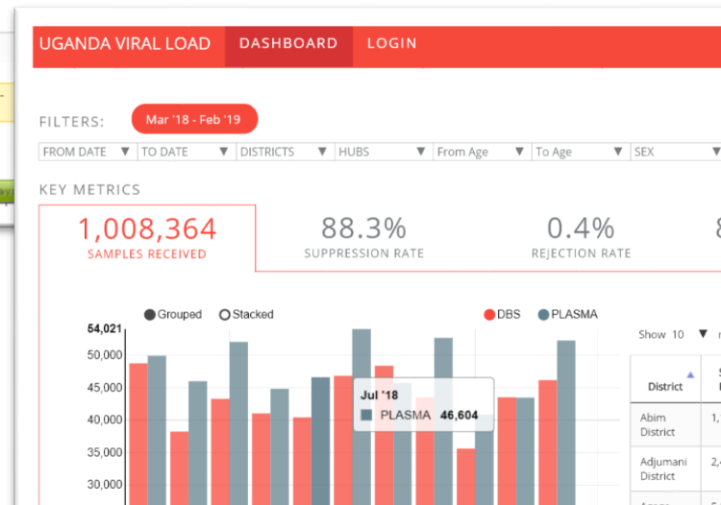 UGANDA VIRAL LOAD DASHBOARD LOGIN
FILTERS: Mar '18 - Feb '19
FROM DATE ▼ TO DATE ▼ DISTRICTS ▼ HUBS ▼ From Age ▼ To Age ▼ SEX ▼
KEY METRICS
1,008,364 88.3% 0.4%
SAMPLES RECEIVED SUPPRESSION RATE REJECTION RATE
Grouped Stacked DBS PLASMA
54,021
50,000
45,000
40,000
35,000
30,000
Jul '18
PLASMA 46,604
Show 10 ▼
District
Abim
District
Adjumani
District